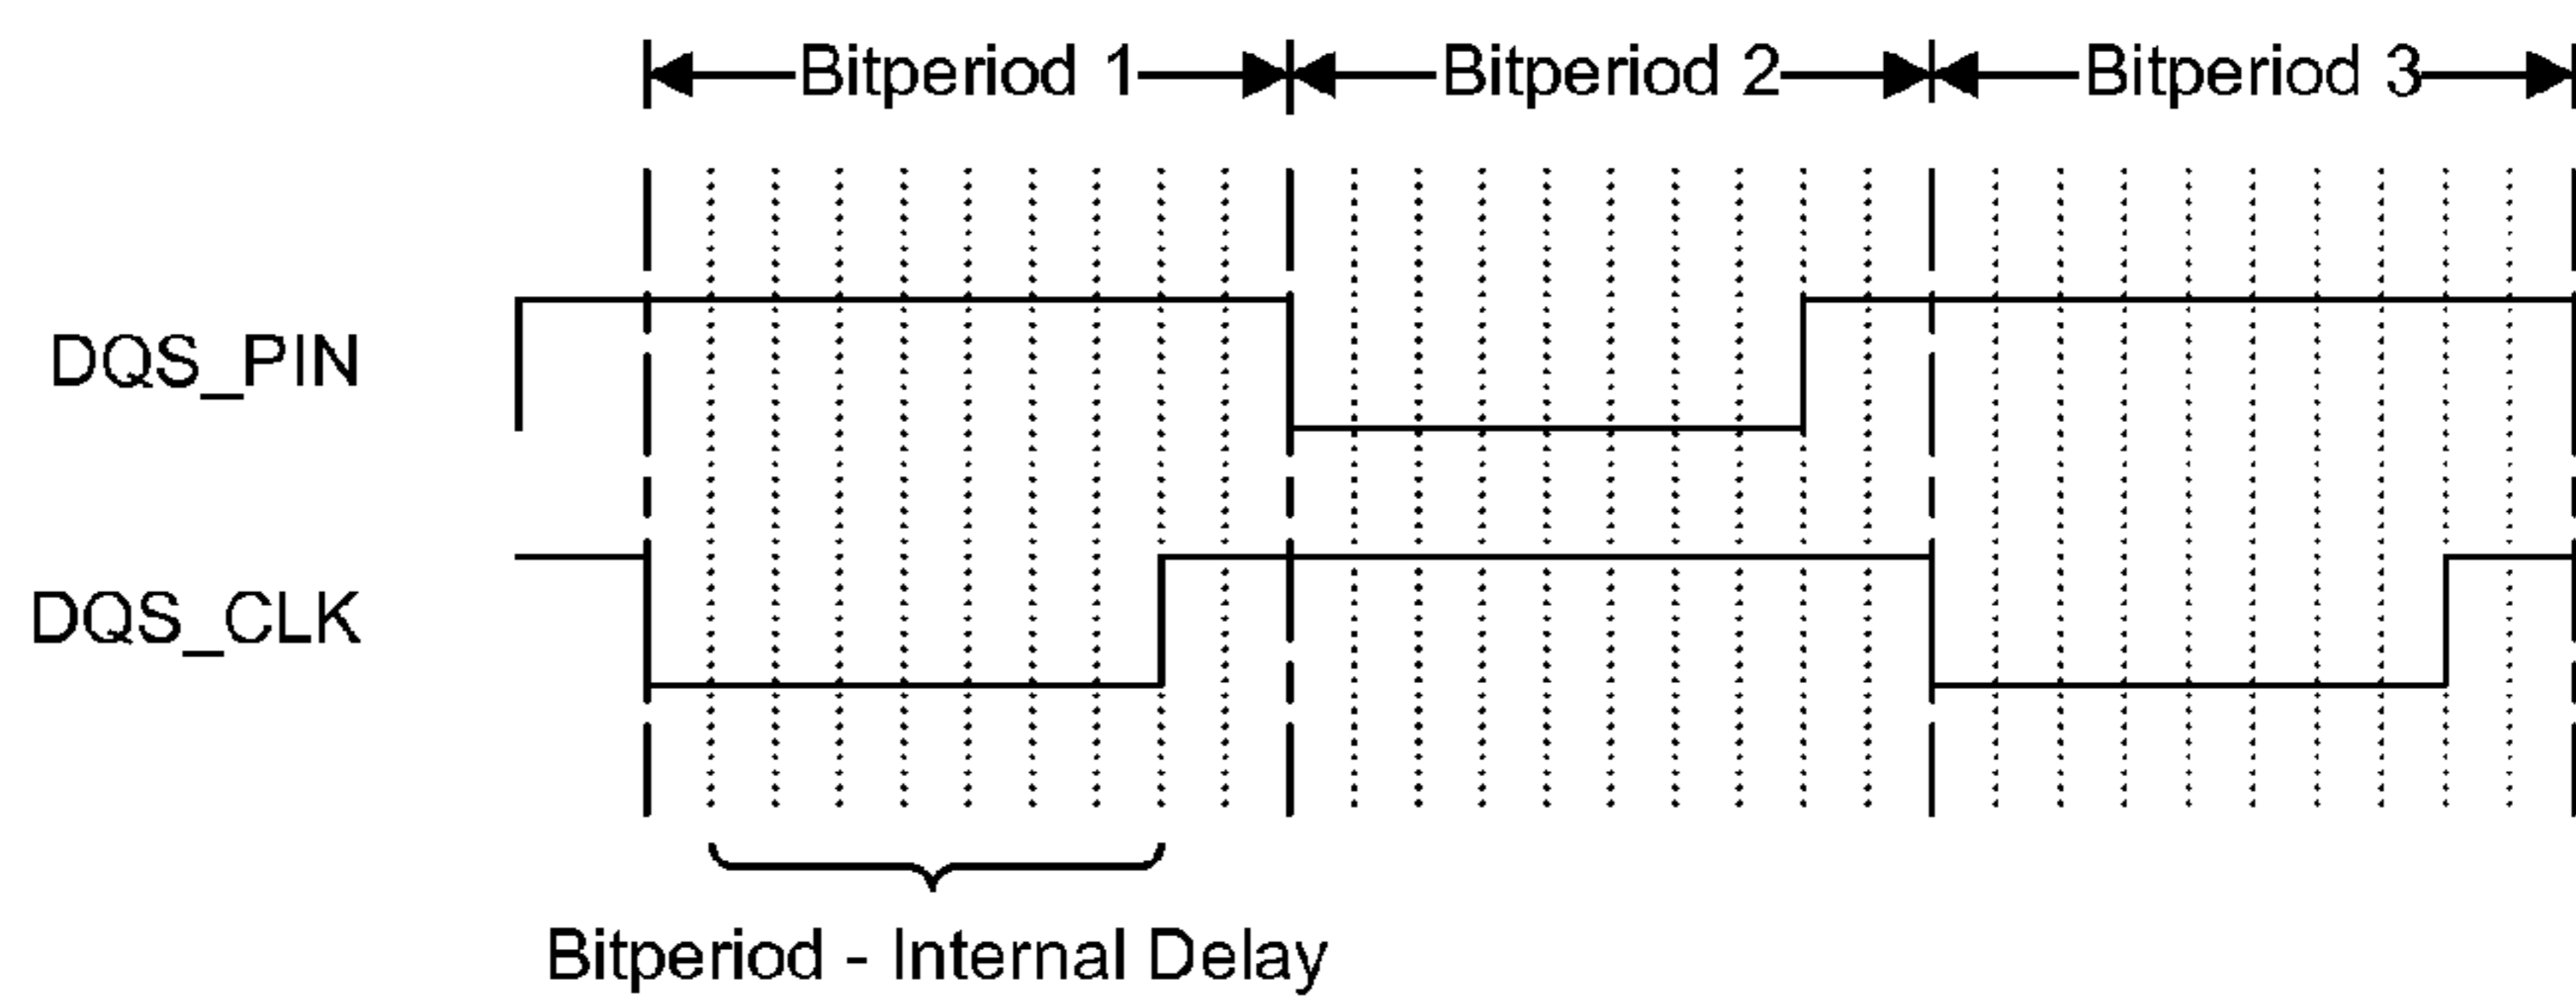 Bitperiod 1 Bitperiod 2 Bitperiod 3
DQS_PIN
DQS_CLK
Bitperiod - Internal Delay